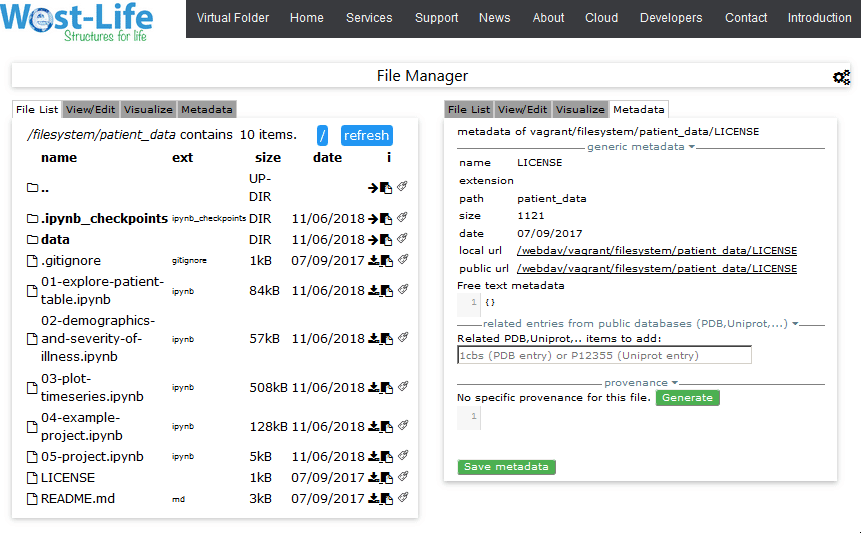 West-Life
Structures for life
Virtual Folder Home Services Support News About Cloud Developers Contact Introduction
File Manager
File List View/Edit Visualize Metadata
/filesystem/patient_data contains 10 items. / refresh
name ext size date i
.. UP-DIR
.ipynb_checkpoints ipynb_checkpoints DIR 11/06/2018
data DIR 11/06/2018
.gitignore gitignore 1kB 07/09/2017
01-explore-patient-table.ipynb ipynb 84kB 11/06/2018
02-demographics-and-severity-of-illness.ipynb ipynb 57kB 11/06/2018
03-plot-timeseries.ipynb ipynb 508kB 11/06/2018
04-example-project.ipynb ipynb 128kB 11/06/2018
05-project.ipynb ipynb 5kB 11/06/2018
LICENSE 1kB 07/09/2017
README.md md 3kB 07/09/2017
File List View/Edit Visualize Metadata
metadata of vagrant/filesystem/patient_data/LICENSE
generic metadata
name LICENSE
extension
path patient_data
size 1121
date 07/09/2017
local url /webdav/vagrant/filesystem/patient_data/LICENSE
public url /webdav/vagrant/filesystem/patient_data/LICENSE
Free text metadata
1 {}
related entries from public databases (PDB,Uniprot,...)
Related PDB,Uniprot,.. items to add:
1cbs (PDB entry) or P12355 (Uniprot entry)
provenance
No specific provenance for this file. Generate
1
Save metadata